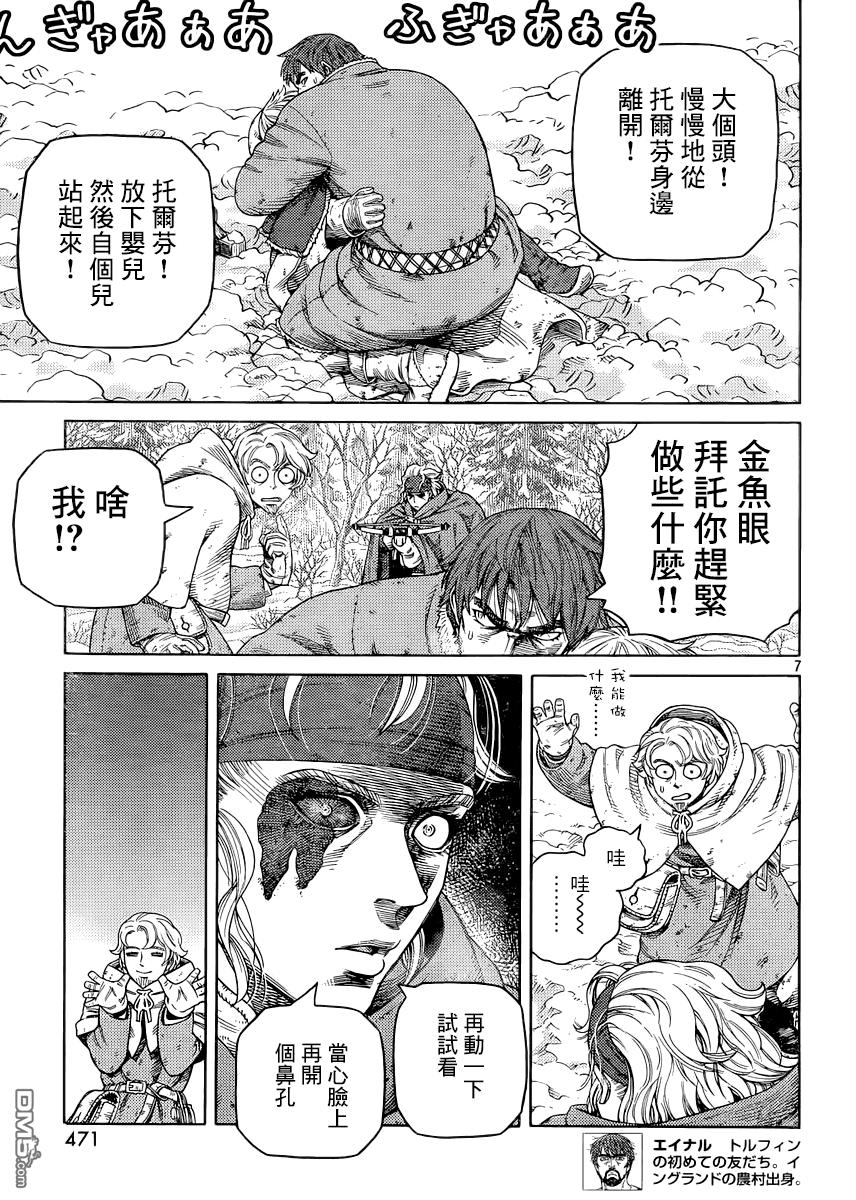 ふぎゃあぁあ
んぎゃあぁあ
大個頭！
慢慢地從
托爾芬身邊
離開！
托爾芬！
放下嬰兒
然後自個兒
站起來！
金魚眼
拜託你趕緊
做些什麼!!
啥
我
!?
7
我能做
什麼……
哇
哇～
再動一下
試試看
當心臉上
再開
個鼻孔
471
エイナル　トルフィン
の初めての友だち。イ
ングランドの農村出身。